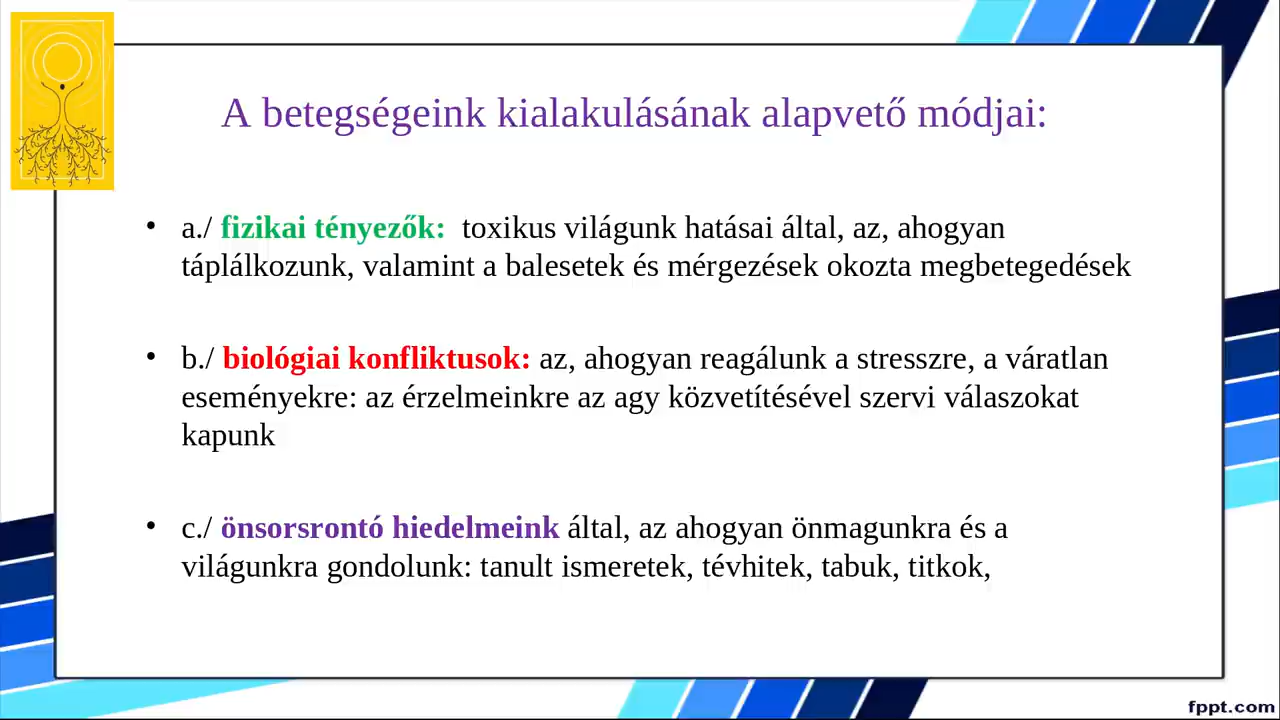 A betegségeink kialakulásának alapvető módjai:
• a./ fizikai tényezők:  toxikus világunk hatásai által, az, ahogyan
táplálkozunk, valamint a balesetek és mérgezések okozta megbetegedések
• b./ biológiai konfliktusok: az, ahogyan reagálunk a stresszre, a váratlan
eseményekre: az érzelmeinkre az agy közvetítésével szervi válaszokat
kapunk
• c./ önsorsrontó hiedelmeink által, az ahogyan önmagunkra és a
világunkra gondolunk: tanult ismeretek, tévhitek, tabuk, titkok,
fppt.com